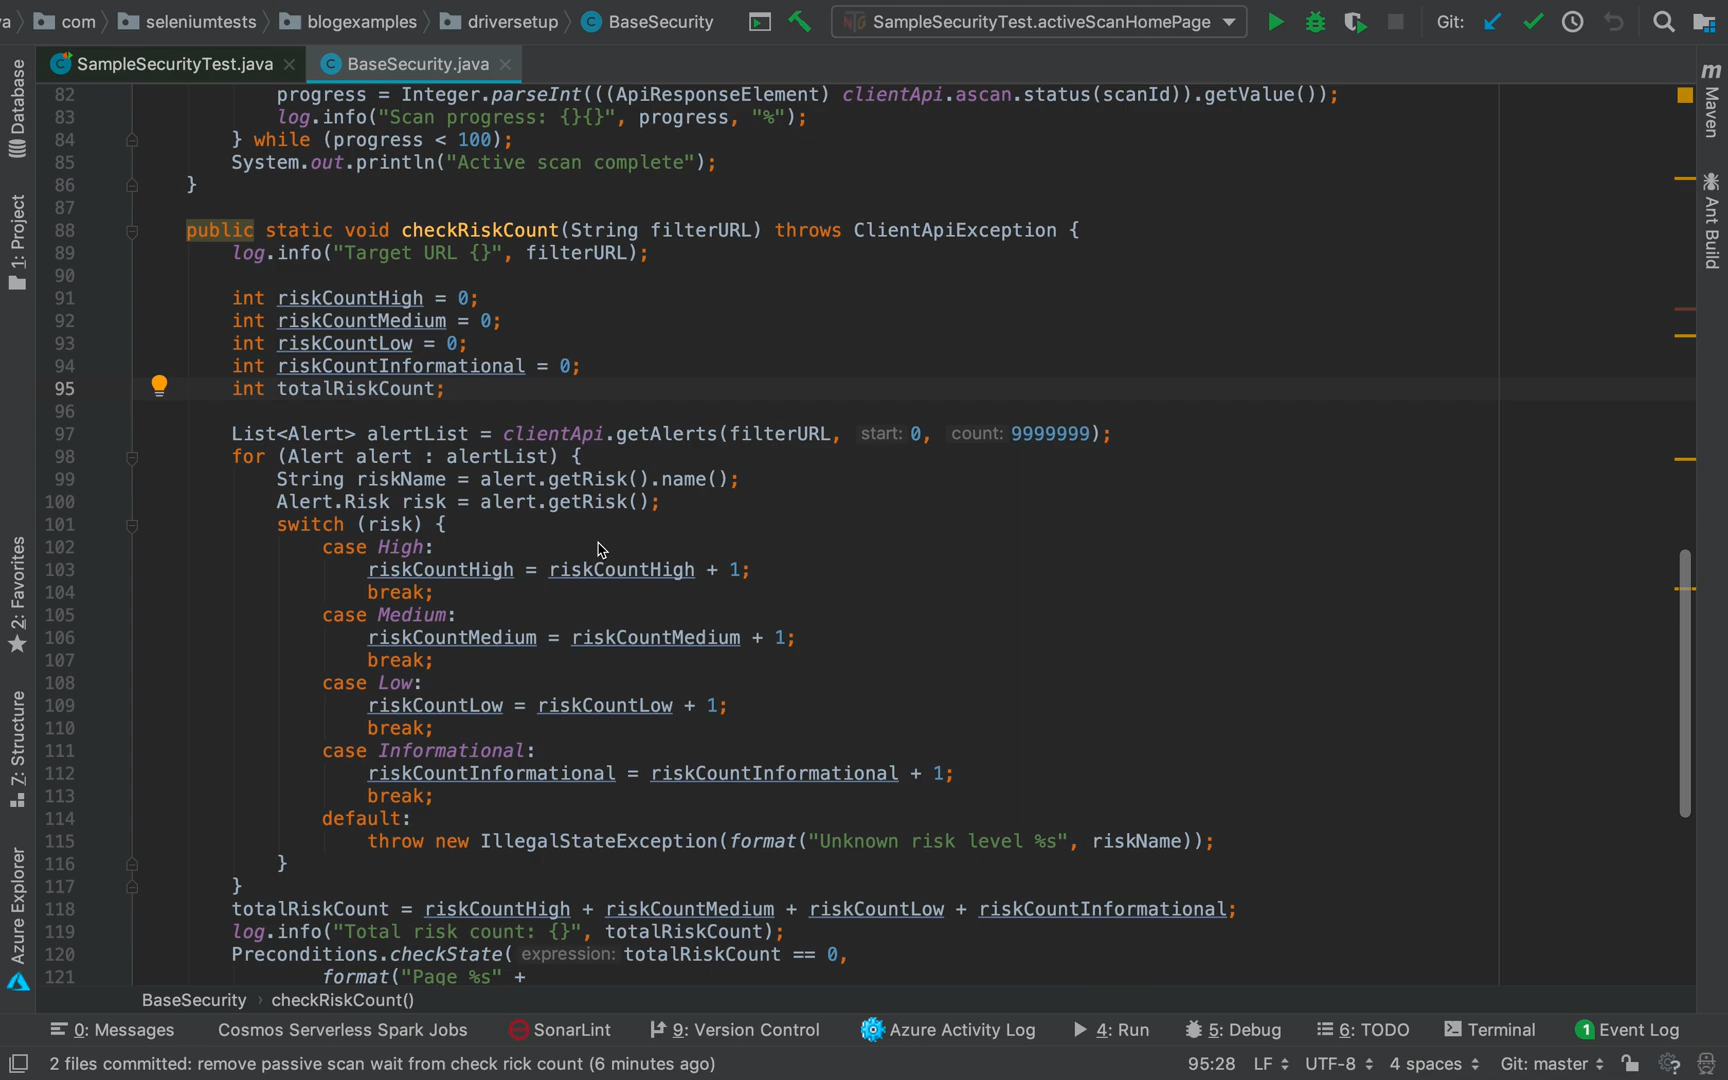 a com seleniumtests blogexamples driversetup BaseSecurity SampleSecurityTest.activeScanHomePage Git:
SampleSecurityTest.java BaseSecurity.java
Database
1: Project
2: Favorites
7: Structure
Azure Explorer
82 progress = Integer.parseInt(((ApiResponseElement) clientApi.ascan.status(scanId)).getValue());
83 log.info("Scan progress: {}{}", progress, "%");
84 } while (progress < 100);
85 System.out.println("Active scan complete");
86 }
87
88 public static void checkRiskCount(String filterURL) throws ClientApiException {
89 log.info("Target URL {}", filterURL);
90
91 int riskCountHigh = 0;
92 int riskCountMedium = 0;
93 int riskCountLow = 0;
94 int riskCountInformational = 0;
95 int totalRiskCount;
96
97 List<Alert> alertList = clientApi.getAlerts(filterURL, start: 0, count: 9999999);
98 for (Alert alert : alertList) {
99 String riskName = alert.getRisk().name();
100 Alert.Risk risk = alert.getRisk();
101 switch (risk) {
102 case High:
103 riskCountHigh = riskCountHigh + 1;
104 break;
105 case Medium:
106 riskCountMedium = riskCountMedium + 1;
107 break;
108 case Low:
109 riskCountLow = riskCountLow + 1;
110 break;
111 case Informational:
112 riskCountInformational = riskCountInformational + 1;
113 break;
114 default:
115 throw new IllegalStateException(format("Unknown risk level %s", riskName));
116 }
117 }
118 totalRiskCount = riskCountHigh + riskCountMedium + riskCountLow + riskCountInformational;
119 log.info("Total risk count: {}", totalRiskCount);
120 Preconditions.checkState( expression: totalRiskCount == 0,
121 format("Page %s" +
m Maven
Ant Build
BaseSecurity › checkRiskCount()
0: Messages Cosmos Serverless Spark Jobs SonarLint 9: Version Control Azure Activity Log 4: Run 5: Debug 6: TODO Terminal 1 Event Log
2 files committed: remove passive scan wait from check rick count (6 minutes ago) 95:28 LF UTF-8 4 spaces Git: master